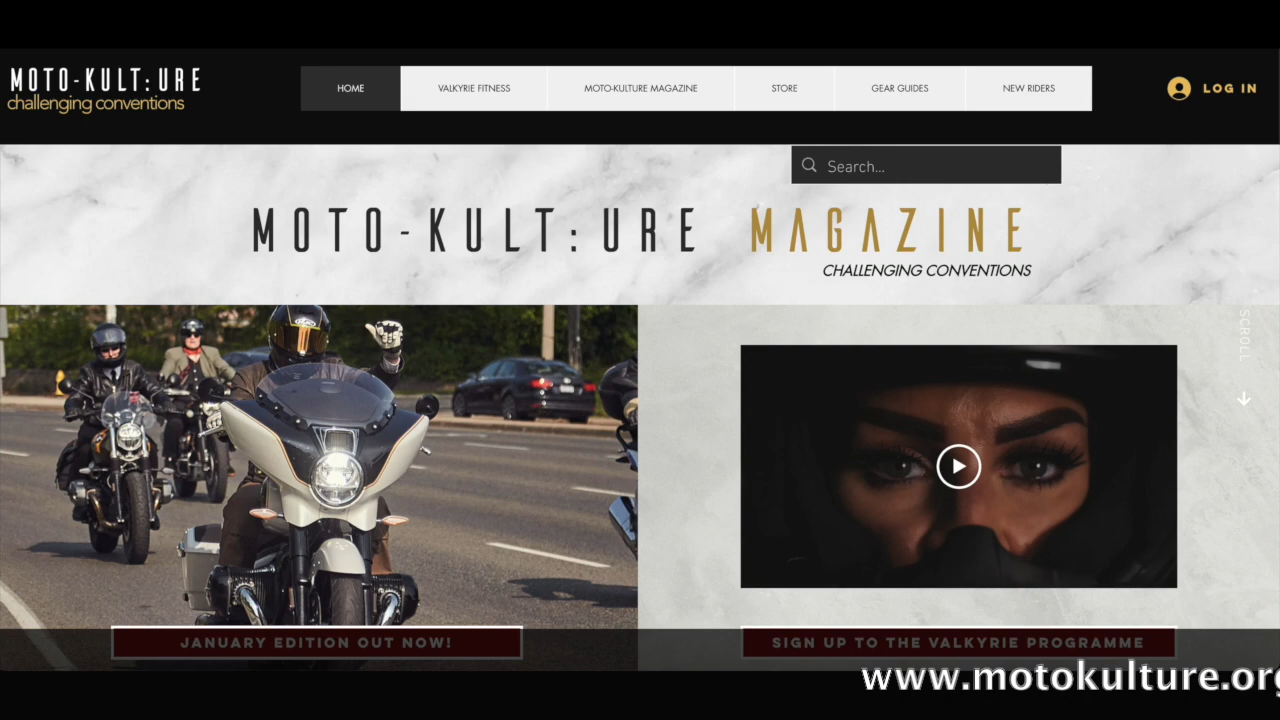 MOTO-KULT:URE
challenging conventions
HOME
VALKYRIE FITNESS
MOTO-KULTURE MAGAZINE
STORE
GEAR GUIDES
NEW RIDERS
LOG IN
Search...
MOTO-KULT:URE MAGAZINE
CHALLENGING CONVENTIONS
SCROLL
JANUARY EDITION OUT NOW!
SIGN UP TO THE VALKYRIE PROGRAMME
www.motokulture.org